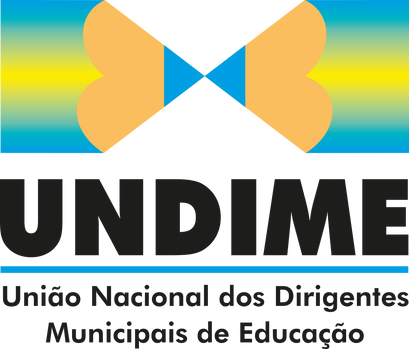 UNDIME
União Nacional dos Dirigentes
Municipais de Educação